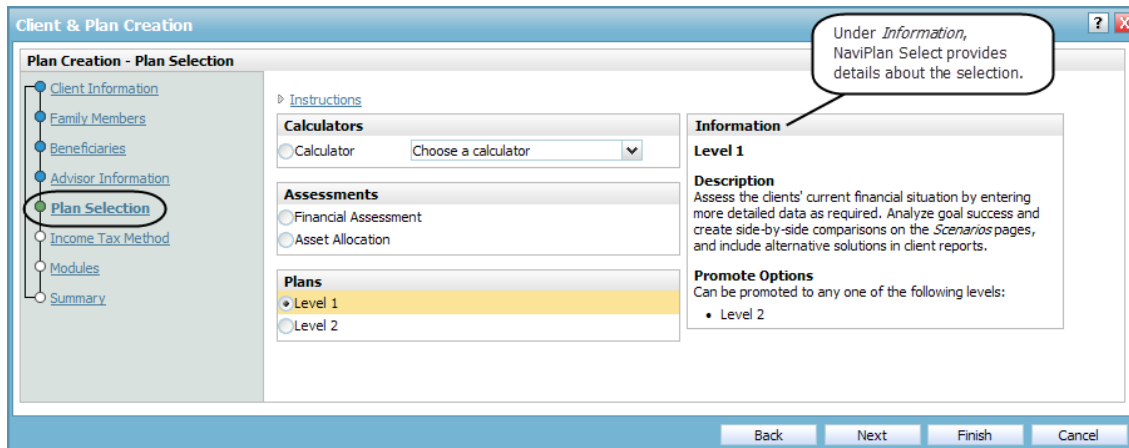 Client & Plan Creation
?
X
Under Information,
NaviPlan Select provides
details about the selection.
Plan Creation - Plan Selection
Client Information
Family Members
Beneficiaries
Advisor Information
Plan Selection
Income Tax Method
Modules
Summary
Instructions
Calculators
Calculator Choose a calculator
Assessments
Financial Assessment
Asset Allocation
Plans
Level 1
Level 2
Information
Level 1
Description
Assess the clients' current financial situation by entering
more detailed data as required. Analyze goal success and
create side-by-side comparisons on the Scenarios pages,
and include alternative solutions in client reports.
Promote Options
Can be promoted to any one of the following levels:
• Level 2
Back Next Finish Cancel